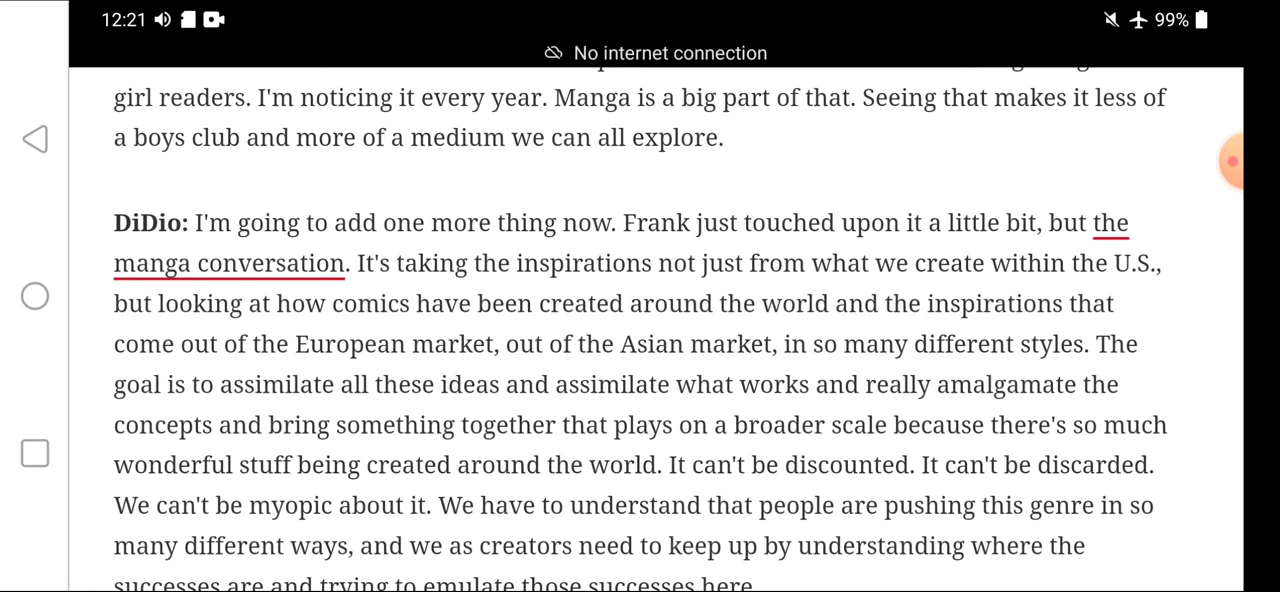 12:21
99%
No internet connection
girl readers. I'm noticing it every year. Manga is a big part of that. Seeing that makes it less of
a boys club and more of a medium we can all explore.
DiDio: I'm going to add one more thing now. Frank just touched upon it a little bit, but the
manga conversation. It's taking the inspirations not just from what we create within the U.S.,
but looking at how comics have been created around the world and the inspirations that
come out of the European market, out of the Asian market, in so many different styles. The
goal is to assimilate all these ideas and assimilate what works and really amalgamate the
concepts and bring something together that plays on a broader scale because there's so much
wonderful stuff being created around the world. It can't be discounted. It can't be discarded.
We can't be myopic about it. We have to understand that people are pushing this genre in so
many different ways, and we as creators need to keep up by understanding where the
successes are and trying to emulate those successes here.